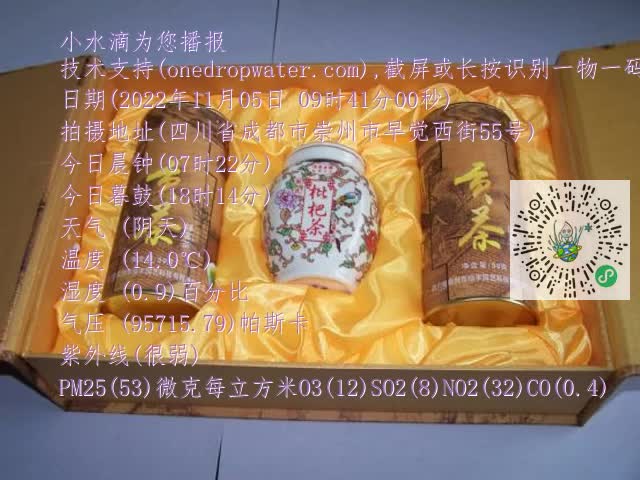 小水滴为您播报
技术支持(onedropwater.com),截屏或长按识别一物一码
日期(2022年11月05日 09时41分00秒)
拍摄地址(四川省成都市崇州市早觉西街55号)
今日晨钟(07时22分)
今日暮鼓(18时14分)
天气 (阴天)
温度 (14.0℃)
湿度 (0.9)百分比
气压 (95715.79)帕斯卡
紫外线(很弱)
PM25(53)微克每立方米O3(12)SO2(8)NO2(32)CO(0.4)
贡茶
枇杷茶
贡茶